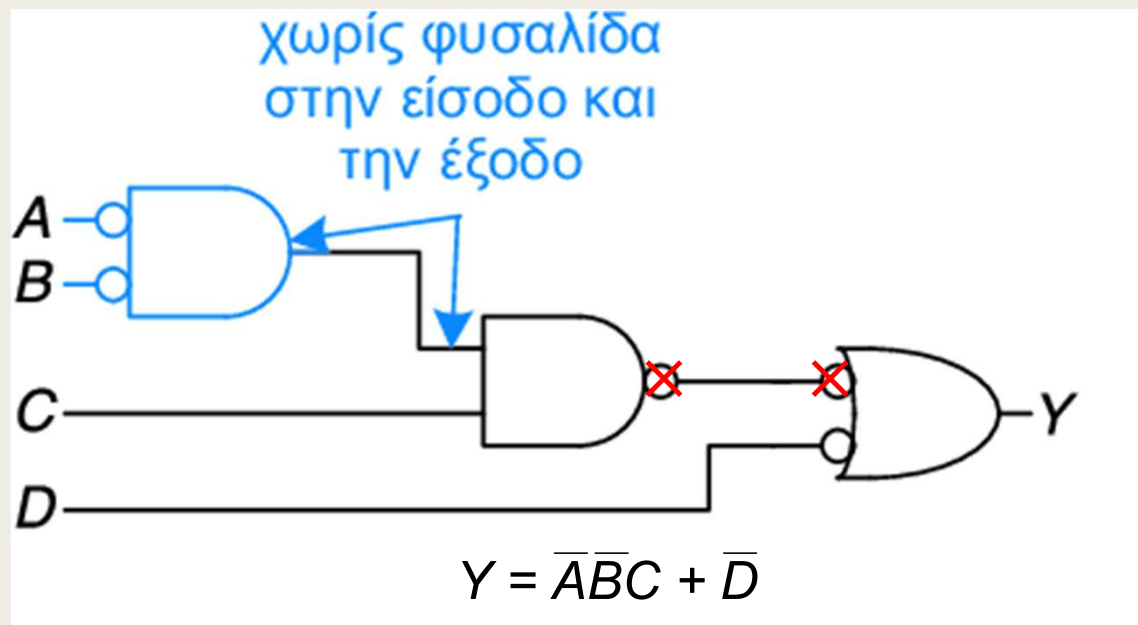 χωρίς φυσαλίδα
στην είσοδο και
την έξοδο
A
B
C
D
Y
Y = A̅B̅C + D̅